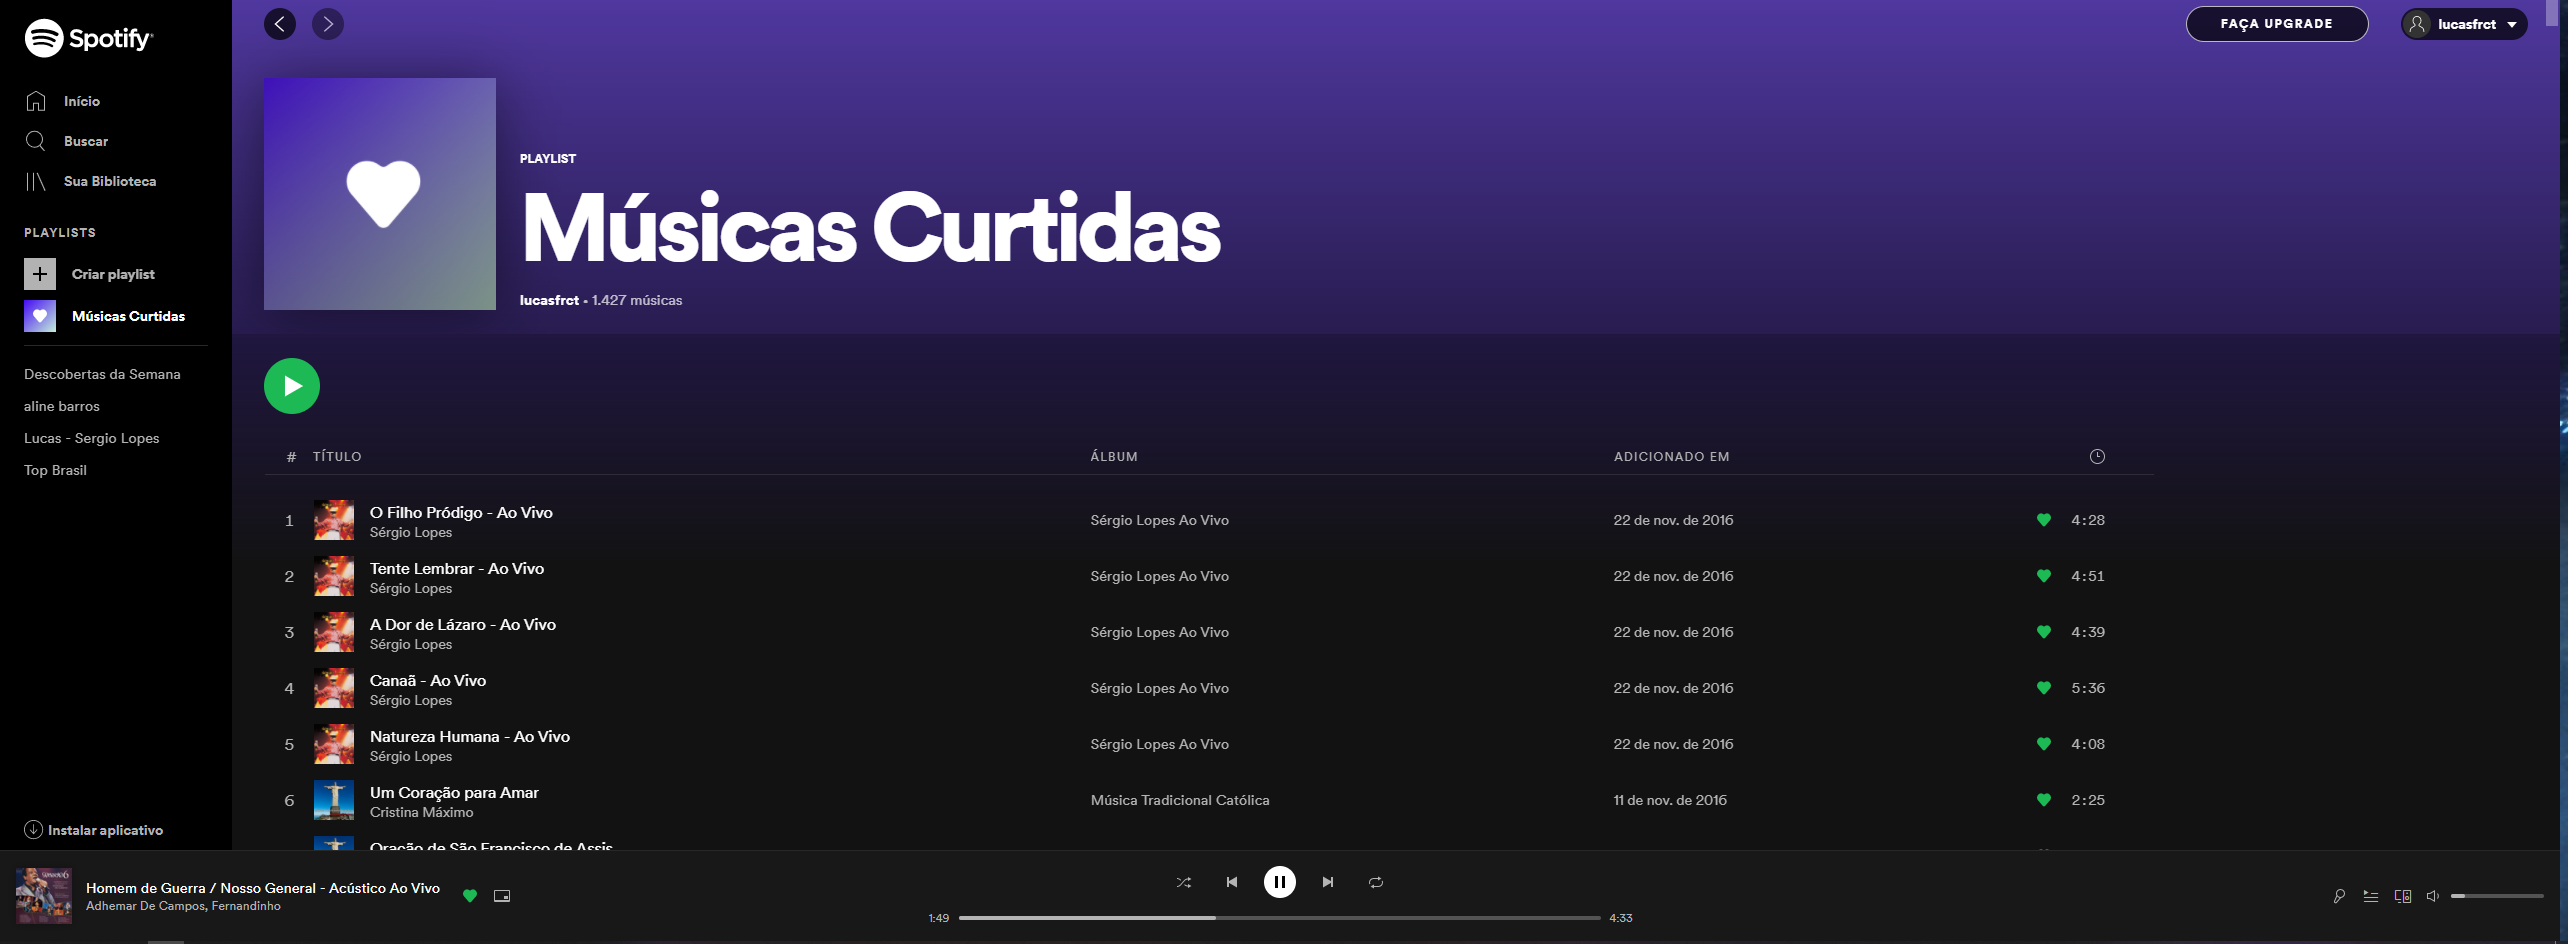 Spotify
Início
Buscar
Sua Biblioteca
PLAYLISTS
Criar playlist
Músicas Curtidas
Descobertas da Semana
aline barros
Lucas - Sergio Lopes
Top Brasil
Instalar aplicativo
FAÇA UPGRADE
lucasfrct
PLAYLIST
Músicas Curtidas
lucasfrct • 1.427 músicas
# TÍTULO ÁLBUM ADICIONADO EM
1 O Filho Pródigo - Ao Vivo Sérgio Lopes Ao Vivo 22 de nov. de 2016 4:28
Sérgio Lopes
2 Tente Lembrar - Ao Vivo Sérgio Lopes Ao Vivo 22 de nov. de 2016 4:51
Sérgio Lopes
3 A Dor de Lázaro - Ao Vivo Sérgio Lopes Ao Vivo 22 de nov. de 2016 4:39
Sérgio Lopes
4 Canaã - Ao Vivo Sérgio Lopes Ao Vivo 22 de nov. de 2016 5:36
Sérgio Lopes
5 Natureza Humana - Ao Vivo Sérgio Lopes Ao Vivo 22 de nov. de 2016 4:08
Sérgio Lopes
6 Um Coração para Amar Música Tradicional Católica 11 de nov. de 2016 2:25
Cristina Máximo
Oração de São Francisco de Assis
Homem de Guerra / Nosso General - Acústico Ao Vivo
Adhemar De Campos, Fernandinho
1:49 4:33